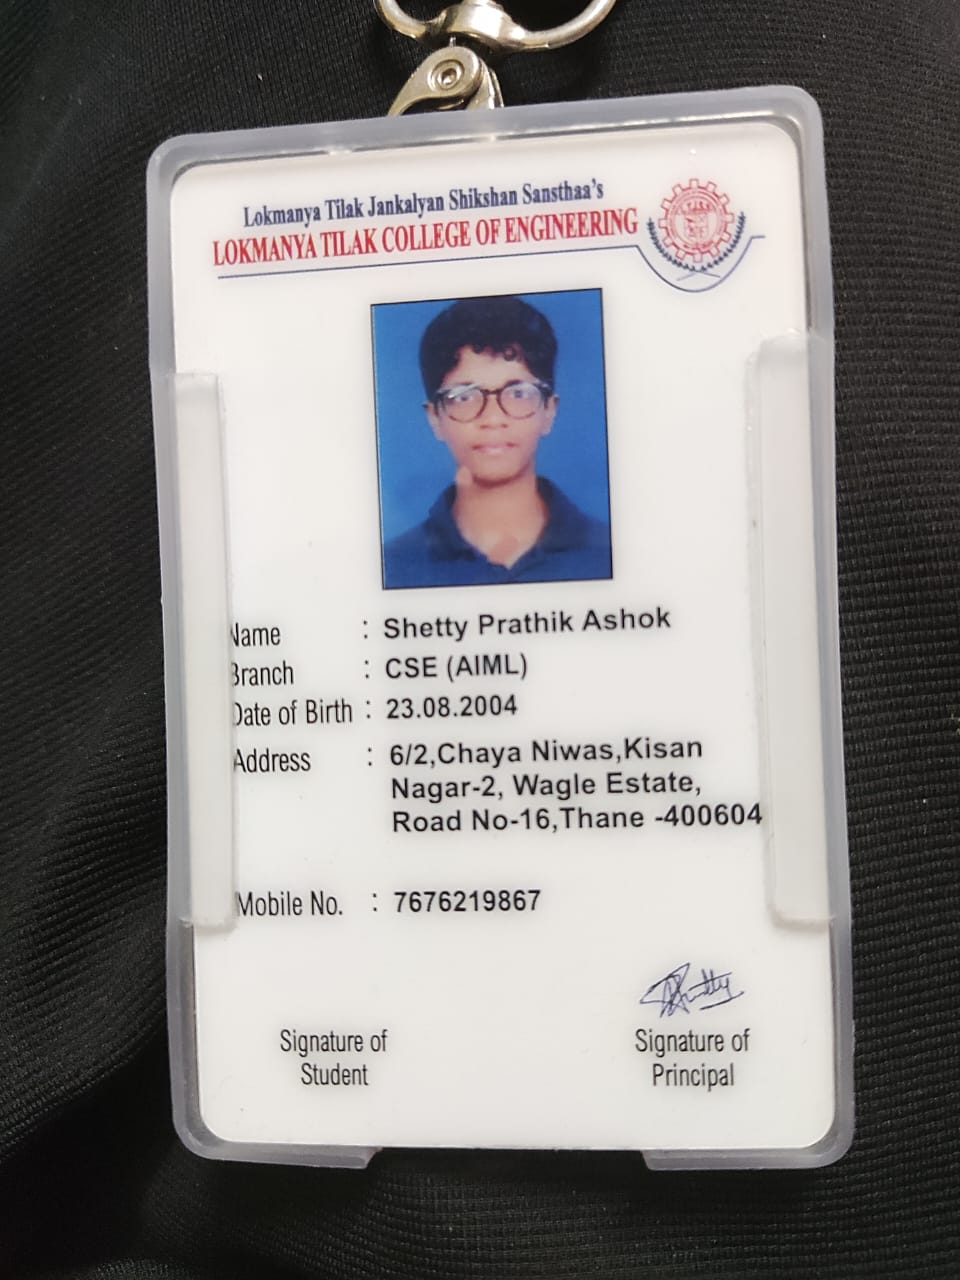 Lokmanya Tilak Jankalyan Shikshan Sansthaa's
LOKMANYA TILAK COLLEGE OF ENGINEERING
Name : Shetty Prathik Ashok
Branch : CSE (AIML)
Date of Birth : 23.08.2004
Address : 6/2,Chaya Niwas,Kisan
Nagar-2, Wagle Estate,
Road No-16,Thane -400604
Mobile No. : 7676219867
Signature of
Student
Signature of
Principal